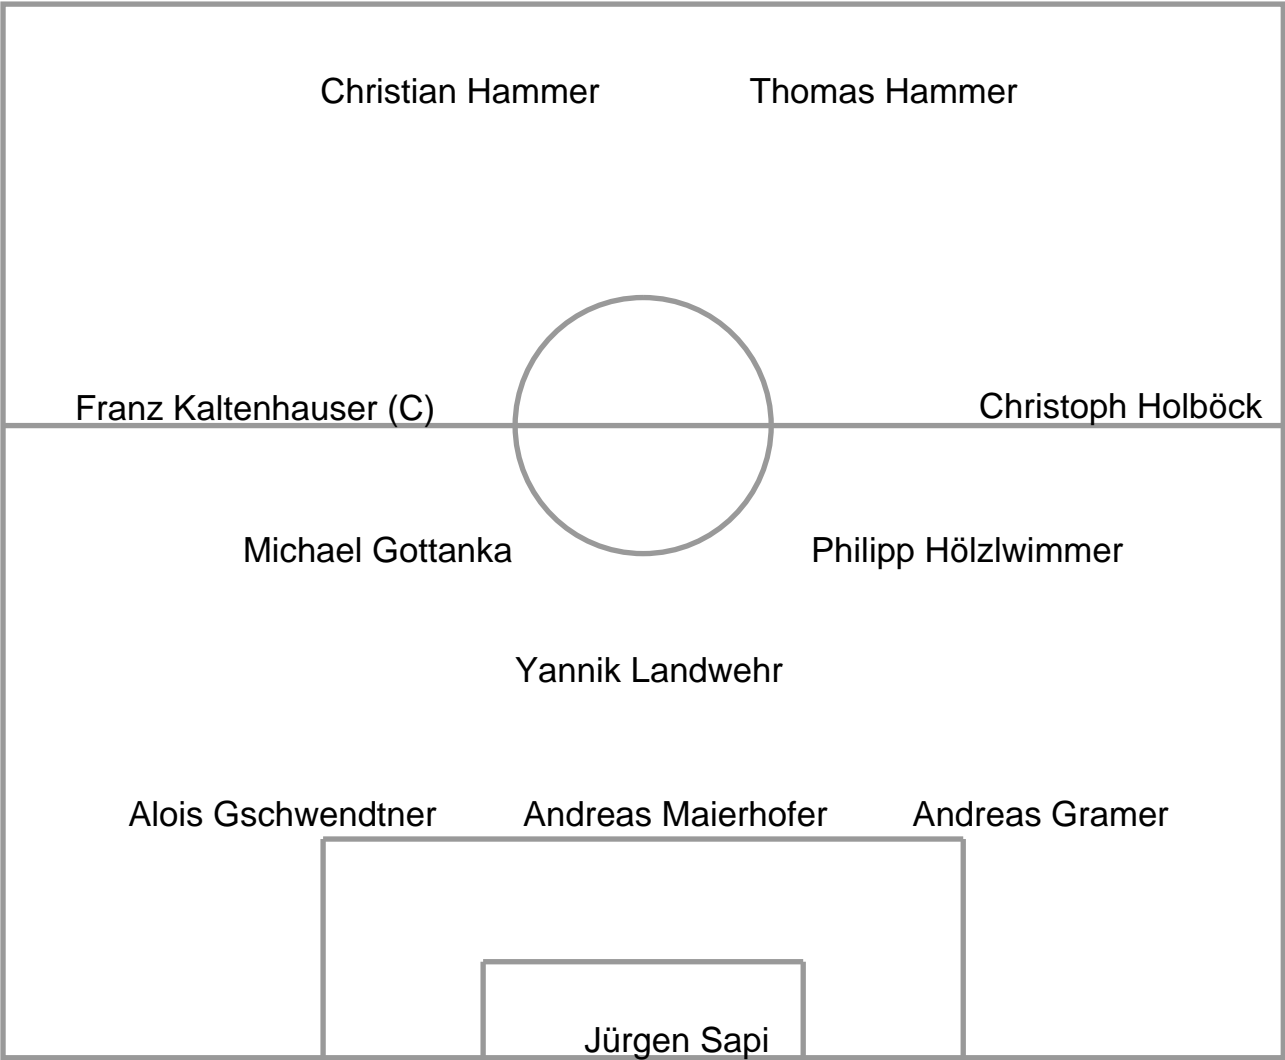 Christian Hammer
Thomas Hammer
Franz Kaltenhauser (C)
Christoph Holböck
Michael Gottanka
Philipp Hölzlwimmer
Yannik Landwehr
Alois Gschwendtner
Andreas Maierhofer
Andreas Gramer
Jürgen Sapi